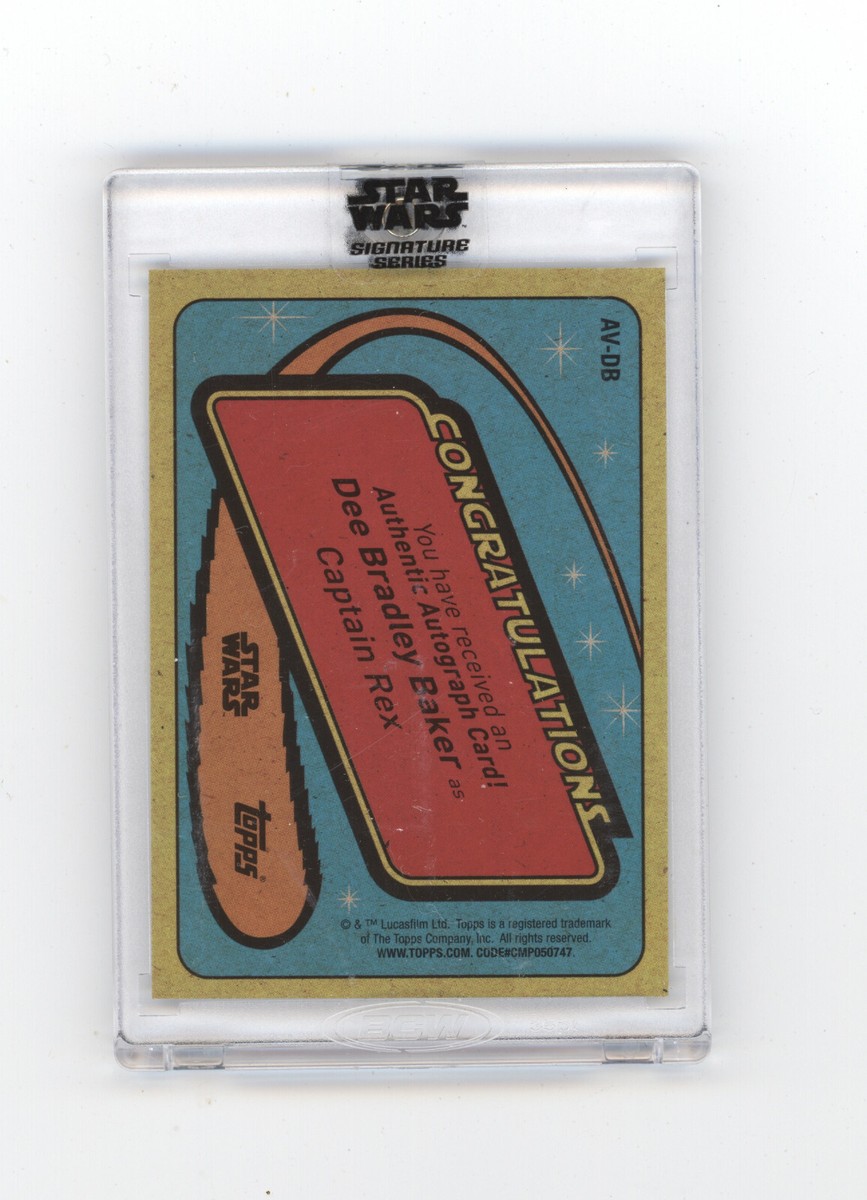 STAR
WARS
SIGNATURE
SERIES
AV-DB
CONGRATULATIONS
You have received an
Authentic Autograph Card!
Dee Bradley Baker as
Captain Rex
STAR
WARS
TOPPS®
© & ™ Lucasfilm Ltd. Topps is a registered trademark
of The Topps Company, Inc. All rights reserved.
WWW.TOPPS.COM. CODE#CMP050747.
BCW